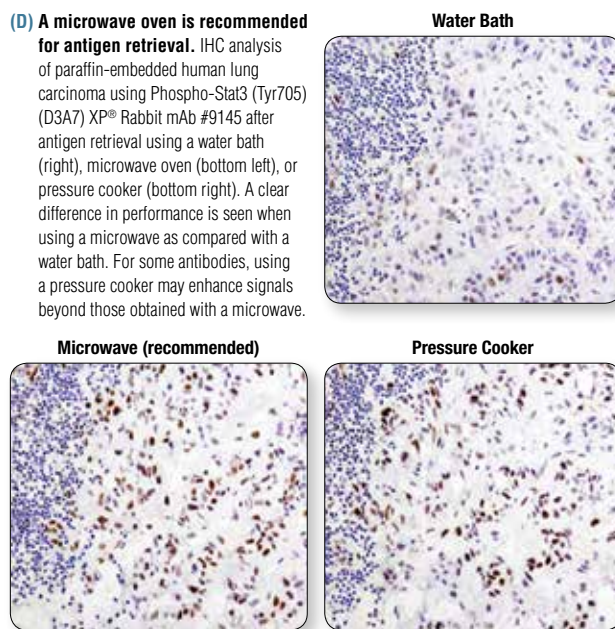 (D) A microwave oven is recommended
for antigen retrieval. IHC analysis
of paraffin-embedded human lung
carcinoma using Phospho-Stat3 (Tyr705)
(D3A7) XP® Rabbit mAb #9145 after
antigen retrieval using a water bath
(right), microwave oven (bottom left), or
pressure cooker (bottom right). A clear
difference in performance is seen when
using a microwave as compared with a
water bath. For some antibodies, using
a pressure cooker may enhance signals
beyond those obtained with a microwave.
Water Bath
Microwave (recommended)
Pressure Cooker